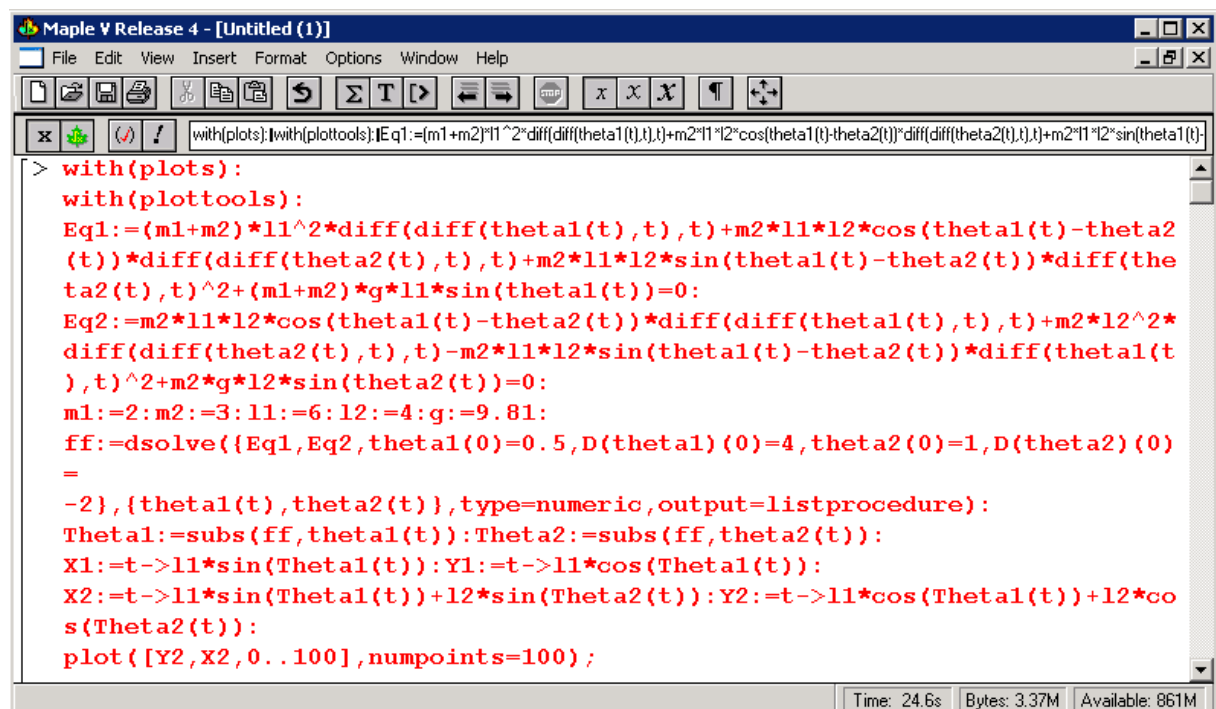 Maple V Release 4 - [Untitled (1)]
File Edit View Insert Format Options Window Help
Σ T [> STOP x x x ¶
x (√) ! with(plots):with(plottools):Eq1:=(m1+m2)*l1^2*diff(diff(theta1(t),t),t)+m2*l1*l2*cos(theta1(t)-theta2(t))*diff(diff(theta2(t),t),t)+m2*l1*l2*sin(theta1(t)-
[> with(plots):
with(plottools):
Eq1:=(m1+m2)*l1^2*diff(diff(theta1(t),t),t)+m2*l1*l2*cos(theta1(t)-theta2
(t))*diff(diff(theta2(t),t),t)+m2*l1*l2*sin(theta1(t)-theta2(t))*diff(the
ta2(t),t)^2+(m1+m2)*g*l1*sin(theta1(t))=0:
Eq2:=m2*l1*l2*cos(theta1(t)-theta2(t))*diff(diff(theta1(t),t),t)+m2*l2^2*
diff(diff(theta2(t),t),t)-m2*l1*l2*sin(theta1(t)-theta2(t))*diff(theta1(t
),t)^2+m2*g*l2*sin(theta2(t))=0:
m1:=2:m2:=3:l1:=6:l2:=4:g:=9.81:
ff:=dsolve({Eq1,Eq2,theta1(0)=0.5,D(theta1)(0)=4,theta2(0)=1,D(theta2)(0)
=
-2},{theta1(t),theta2(t)},type=numeric,output=listprocedure):
Theta1:=subs(ff,theta1(t)):Theta2:=subs(ff,theta2(t)):
X1:=t->l1*sin(Theta1(t)):Y1:=t->l1*cos(Theta1(t)):
X2:=t->l1*sin(Theta1(t))+l2*sin(Theta2(t)):Y2:=t->l1*cos(Theta1(t))+l2*co
s(Theta2(t)):
plot([Y2,X2,0..100],numpoints=100);
Time: 24.6s Bytes: 3.37M Available: 861M